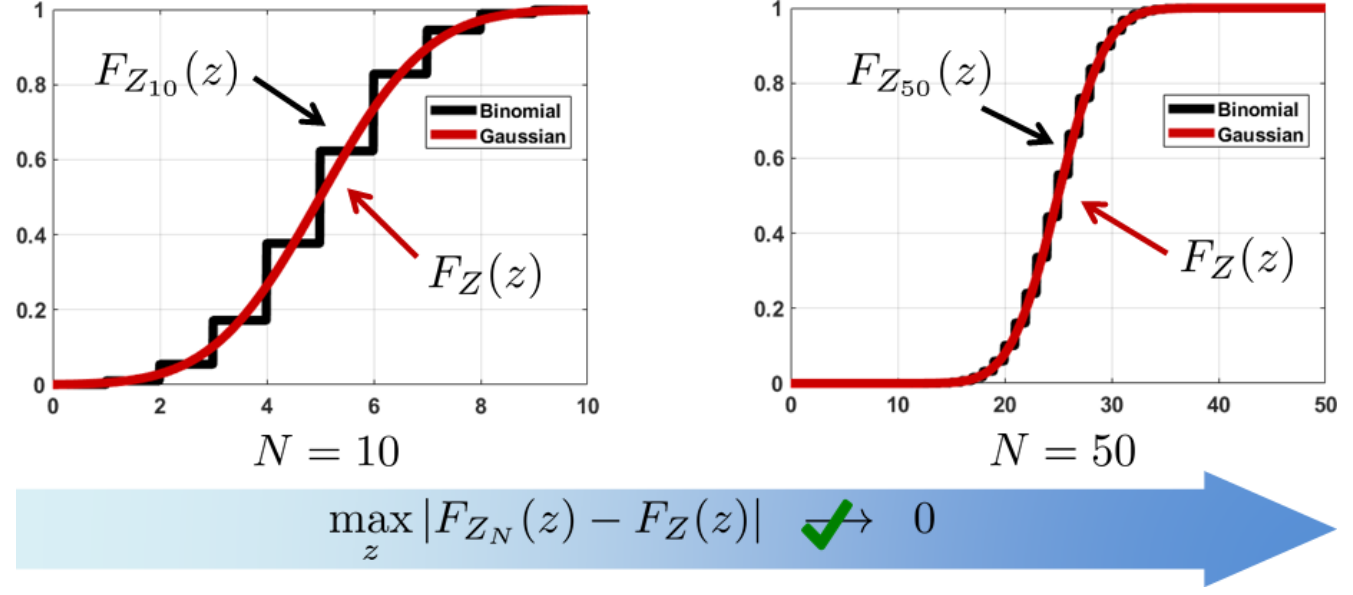 1
0.8
0.6
0.4
0.2
0
0 2 4 6 8 10
F_{Z_{10}}(z)
Binomial
Gaussian
F_Z(z)
N = 10
1
0.8
0.6
0.4
0.2
0
0 10 20 30 40 50
F_{Z_{50}}(z)
Binomial
Gaussian
F_Z(z)
N = 50
max_z |F_{Z_N}(z) − F_Z(z)| → 0